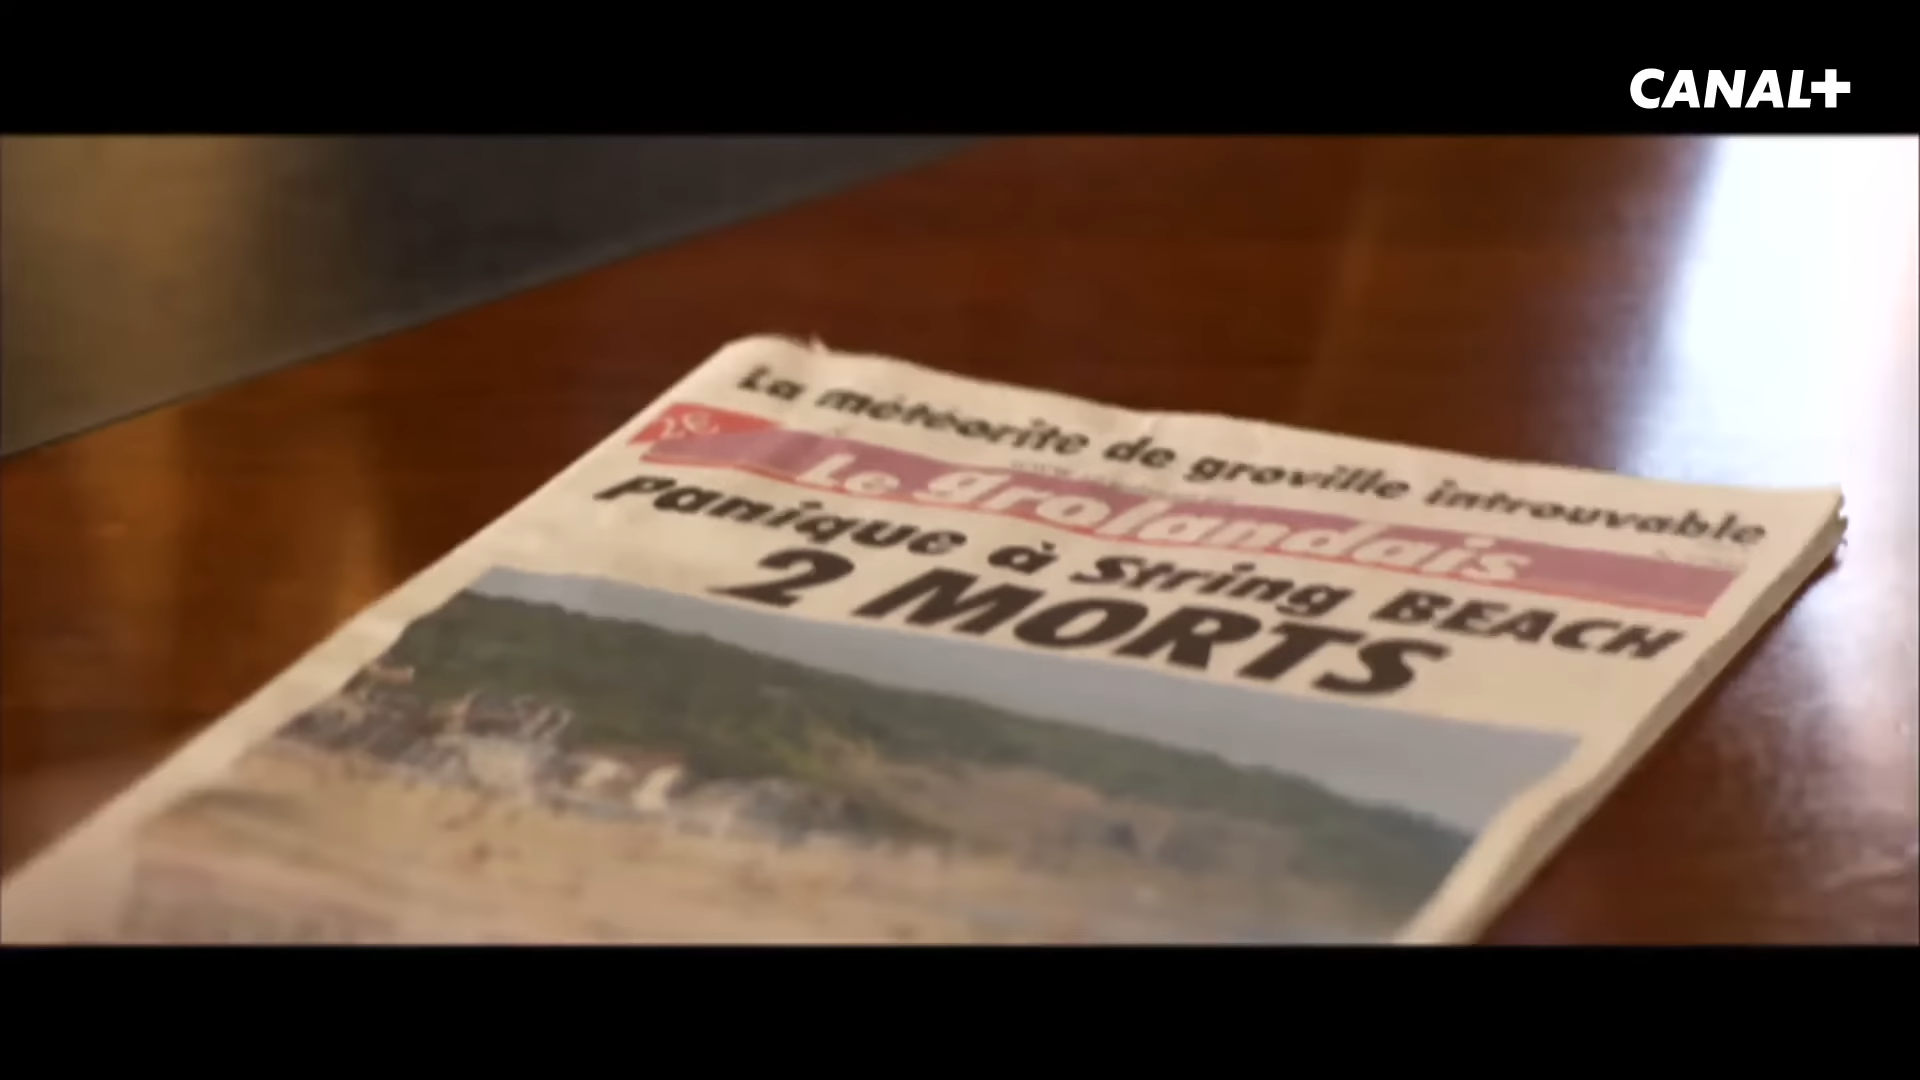 CANAL+
La météorite de groville introuvable
Le grolandais
panique à String BEACH
2 MORTS